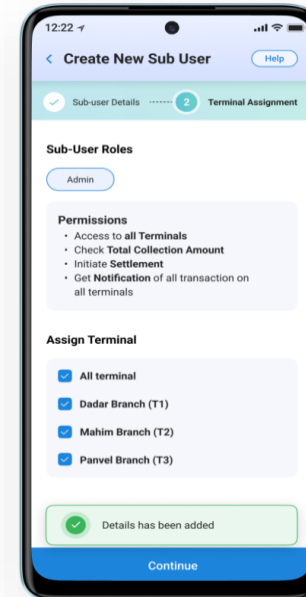 12:22
Create New Sub User
Help
Sub-user Details
2
Terminal Assignment
Sub-User Roles
Admin
Permissions
• Access to all Terminals
• Check Total Collection Amount
• Initiate Settlement
• Get Notification of all transaction on
all terminals
Assign Terminal
All terminal
Dadar Branch (T1)
Mahim Branch (T2)
Panvel Branch (T3)
Details has been added
Continue